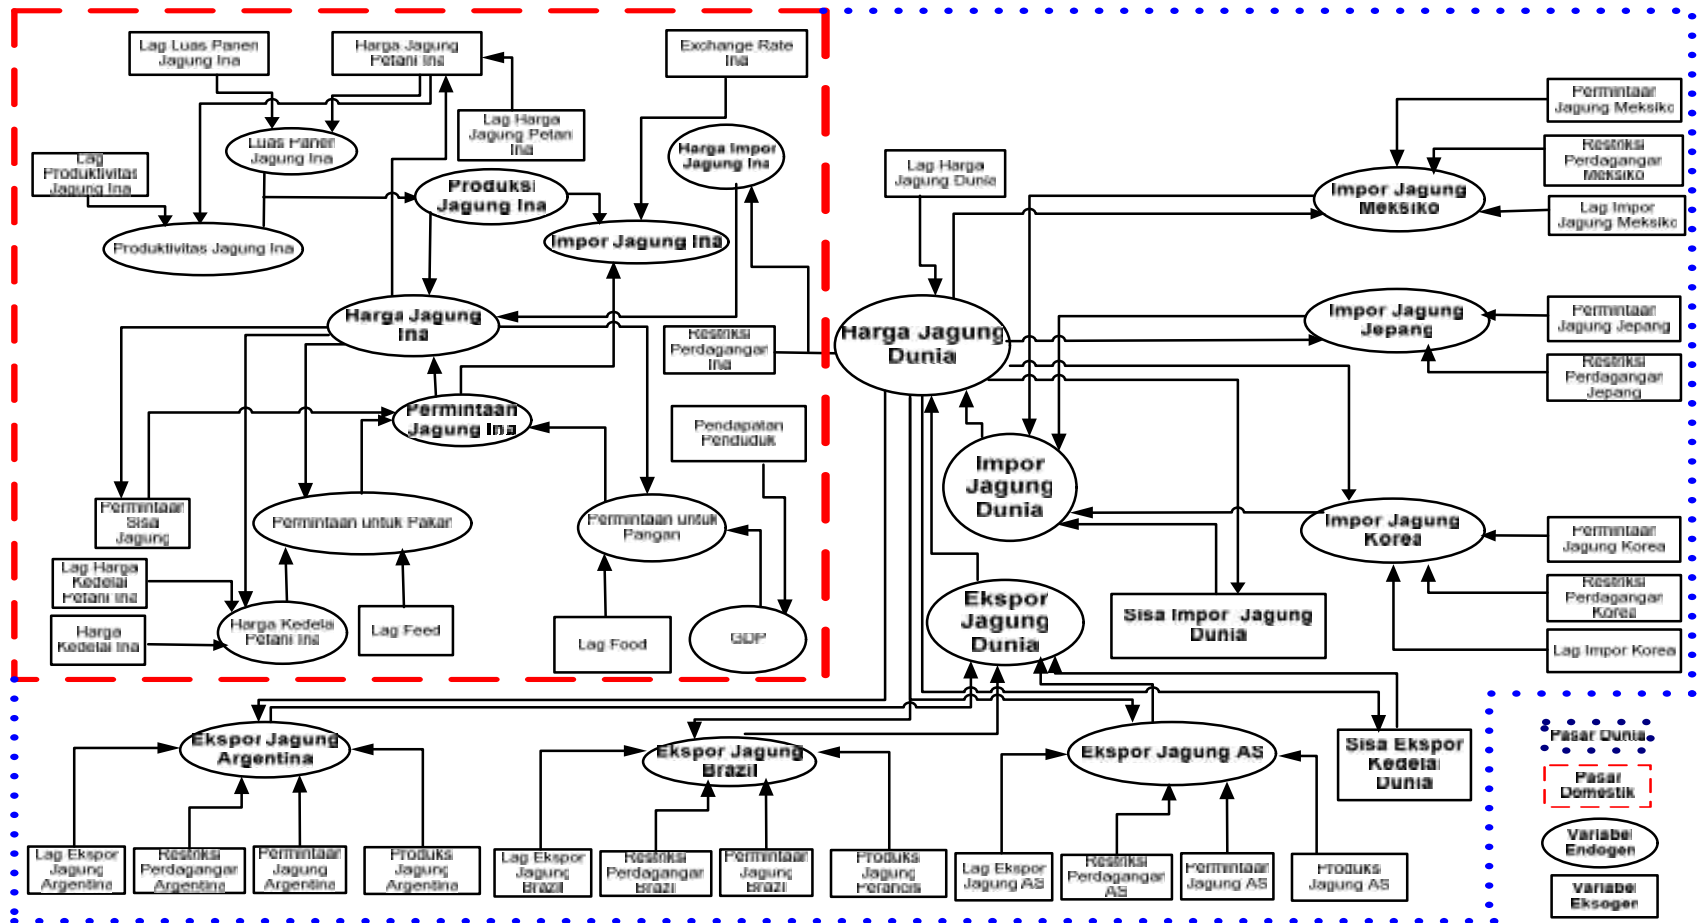 Lag Luas Panen
Jagung Ina
Harga Jagung
Petani Ina
Exchange Rate
Ina
Lag Harga
Jagung Petani
Ina
Luas Panen
Jagung Ina
Harga Impor
Jagung Ina
Lag
Produktivitas
Jagung Ina
Produksi
Jagung Ina
Produktivitas Jagung Ina
Impor Jagung Ina
Harga Jagung
Ina
Restriksi
Perdagangan
Ina
Permintaan
Jagung Ina
Pendapatan
Penduduk
Permintaan
Sisa
Jagung
Permintaan untuk Pakan
Permintaan untuk
Pangan
Lag Harga
Kedelai
Petani Ina
Harga
Kedelai Ina
Harga Kedela
Petani Ina
Lag Feed
Lag Food
GDP
Lag Harga
Jagung Dunia
Harga Jagung
Dunia
Impor Jagung
Meksiko
Permintaan
Jagung Meksiko
Restriksi
Perdagangan
Meksiko
Lag Impor
Jagung Meksiko
Impor Jagung
Jepang
Permintaan
Jagung Jepang
Restriksi
Perdagangan
Jepang
Impor
Jagung
Dunia
Impor Jagung
Korea
Permintaan
Jagung Korea
Restriksi
Perdagangan
Korea
Lag Impor Korea
Ekspor
Jagung
Dunia
Sisa Impor Jagung
Dunia
Ekspor Jagung
Argentina
Ekspor Jagung
Brazil
Ekspor Jagung AS
Sisa Ekspor
Kedelai
Dunia
Lag Ekspor
Jagung
Argentina
Restriksi
Perdagangan
Argentina
Permintaan
Jagung
Argentina
Produks
Jagung
Argentina
Lag Ekspor
Jagung
Brazil
Restriksi
Perdagangan
Brazi
Permintaan
Jagung
Brazi
Produks
Jagung
Perancis
Lag Ekspor
Jagung AS
Restriksi
Perdagangan
AS
Permintaan
Jagung AS
Produks
Jagung AS
Pasar Dunia
Pasar
Domestik
Variabel
Endogen
Variabel
Eksogen